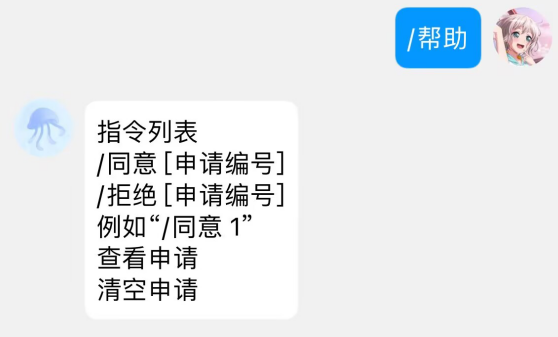 /帮助
指令列表
/同意 [申请编号]
/拒绝 [申请编号]
例如“/同意 1”
查看申请
清空申请